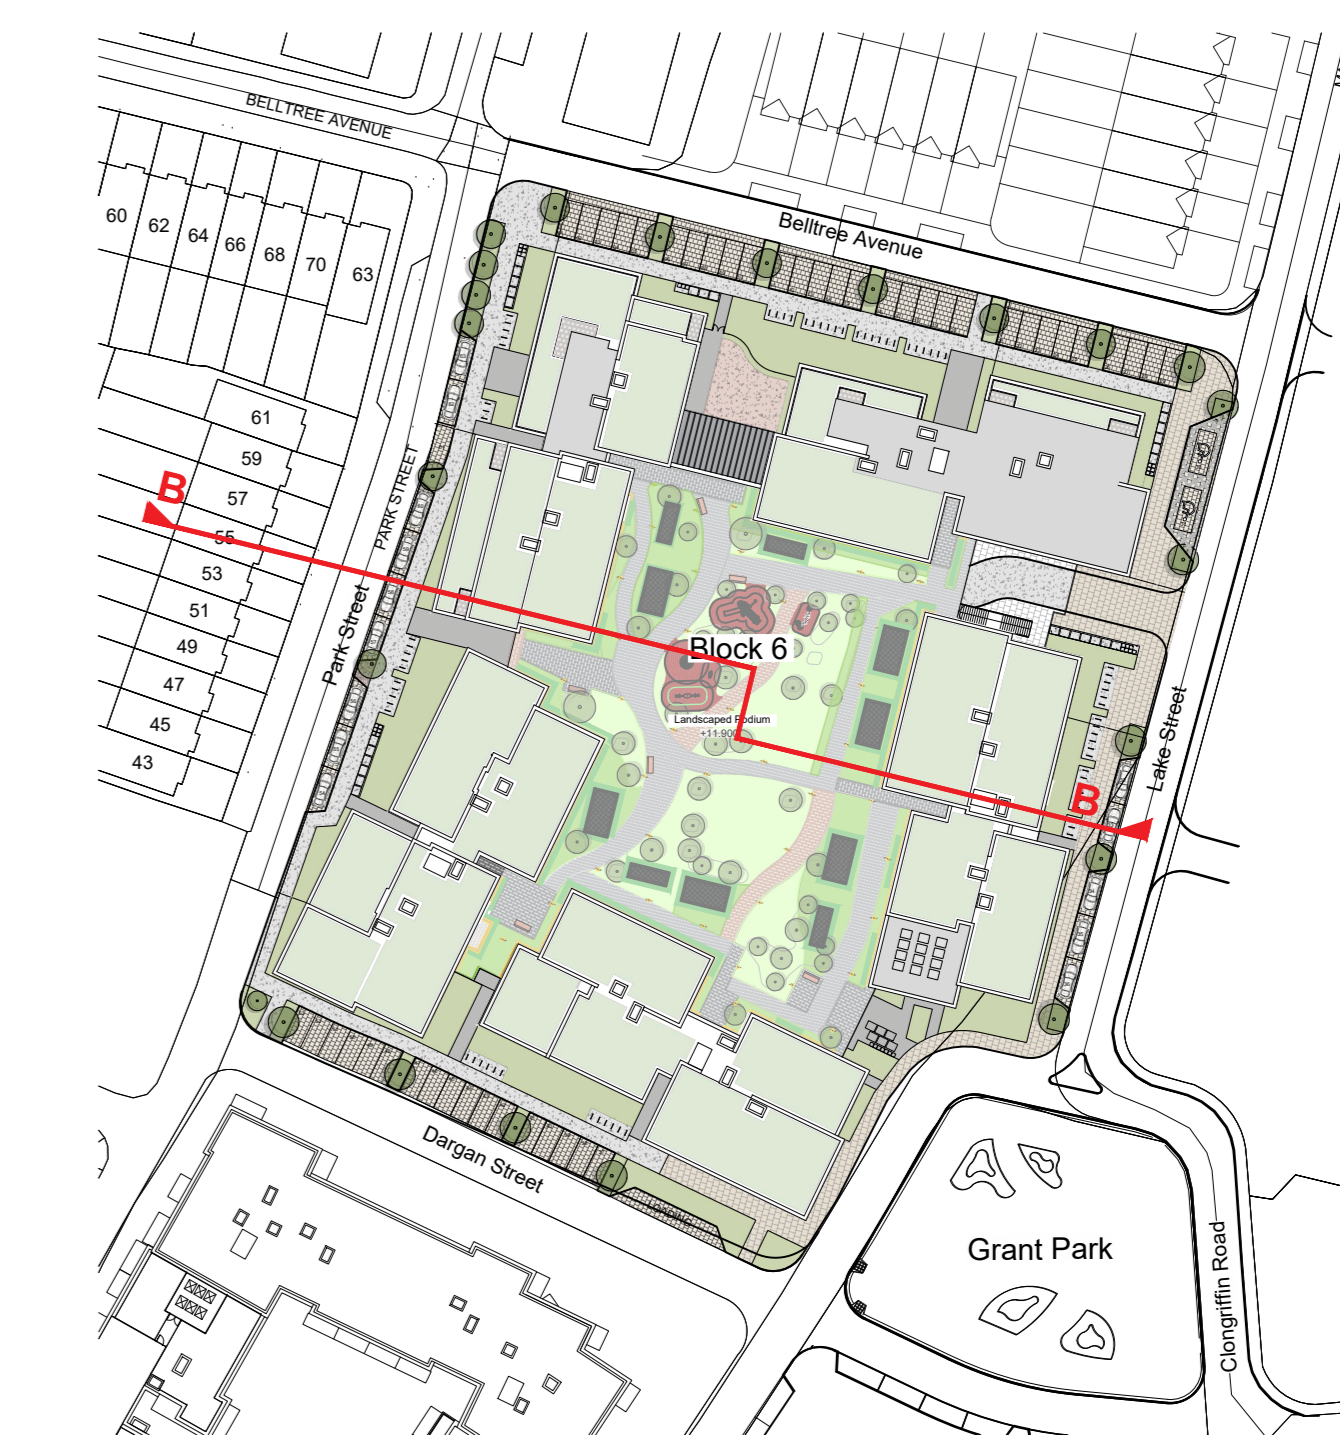 BELLTREE AVENUE
Belltree Avenue
60
62
64
66
68
70
63
61
59
57
55
53
51
49
47
45
43
B
PARK STREET
Park Street
Block 6
Landscaped Podium
+11.900
Lake Street
B
Dargan Street
Grant Park
Clongriffin Road